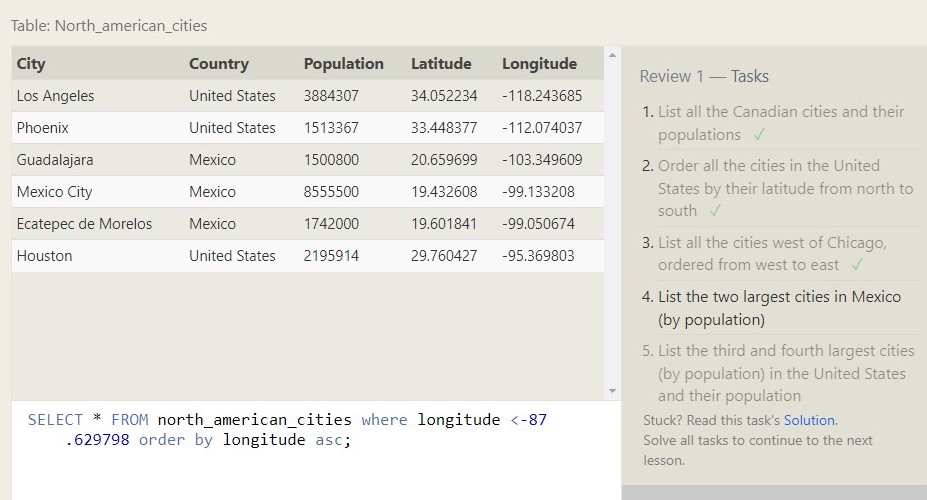 Table: North_american_cities
City Country Population Latitude Longitude
Los Angeles United States 3884307 34.052234 -118.243685
Phoenix United States 1513367 33.448377 -112.074037
Guadalajara Mexico 1500800 20.659699 -103.349609
Mexico City Mexico 8555500 19.432608 -99.133208
Ecatepec de Morelos Mexico 1742000 19.601841 -99.050674
Houston United States 2195914 29.760427 -95.369803
SELECT * FROM north_american_cities where longitude <-87
.629798 order by longitude asc;
Review 1 — Tasks
1. List all the Canadian cities and their
populations ✓
2. Order all the cities in the United
States by their latitude from north to
south ✓
3. List all the cities west of Chicago,
ordered from west to east ✓
4. List the two largest cities in Mexico
(by population)
5. List the third and fourth largest cities
(by population) in the United States
and their population
Stuck? Read this task's Solution.
Solve all tasks to continue to the next
lesson.